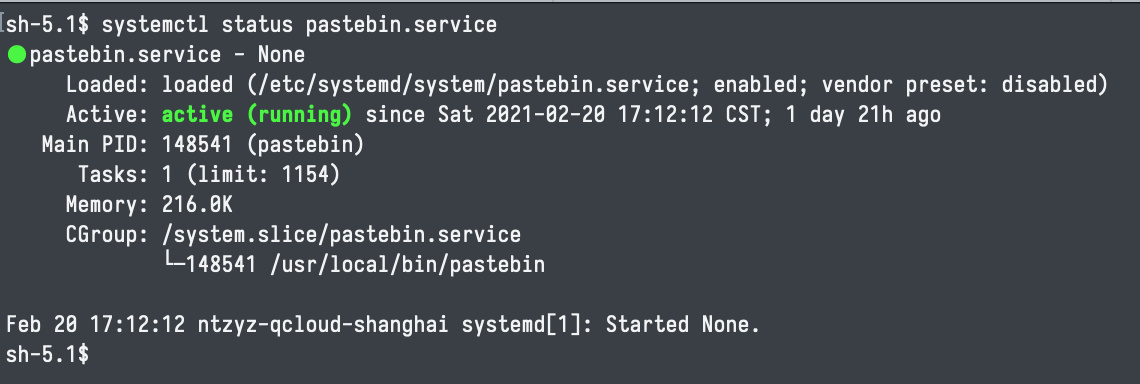 sh-5.1$ systemctl status pastebin.service
●pastebin.service - None
     Loaded: loaded (/etc/systemd/system/pastebin.service; enabled; vendor preset: disabled)
     Active: active (running) since Sat 2021-02-20 17:12:12 CST; 1 day 21h ago
   Main PID: 148541 (pastebin)
      Tasks: 1 (limit: 1154)
     Memory: 216.0K
     CGroup: /system.slice/pastebin.service
             └─148541 /usr/local/bin/pastebin
Feb 20 17:12:12 ntzyz-qcloud-shanghai systemd[1]: Started None.
sh-5.1$